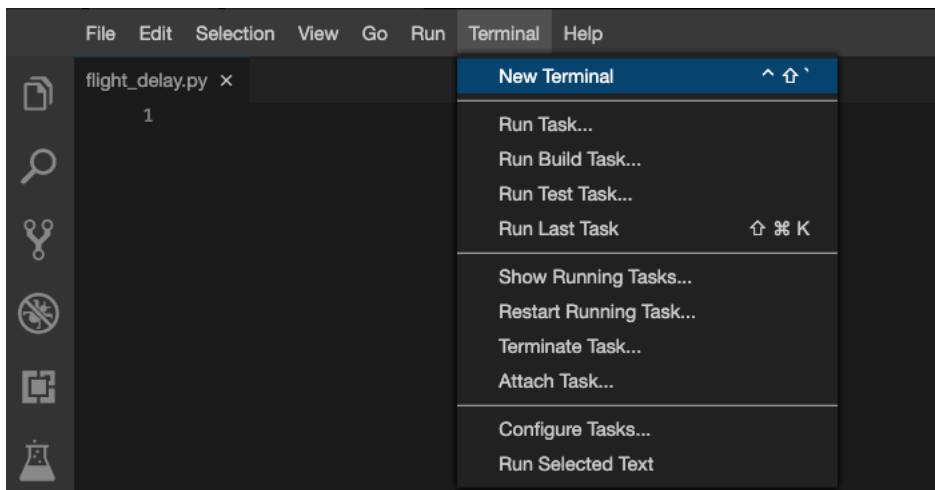 File Edit Selection View Go Run Terminal Help
flight_delay.py ×
1
New Terminal ^ ⇧ `
Run Task...
Run Build Task...
Run Test Task...
Run Last Task ⇧ ⌘ K
Show Running Tasks...
Restart Running Task...
Terminate Task...
Attach Task...
Configure Tasks...
Run Selected Text